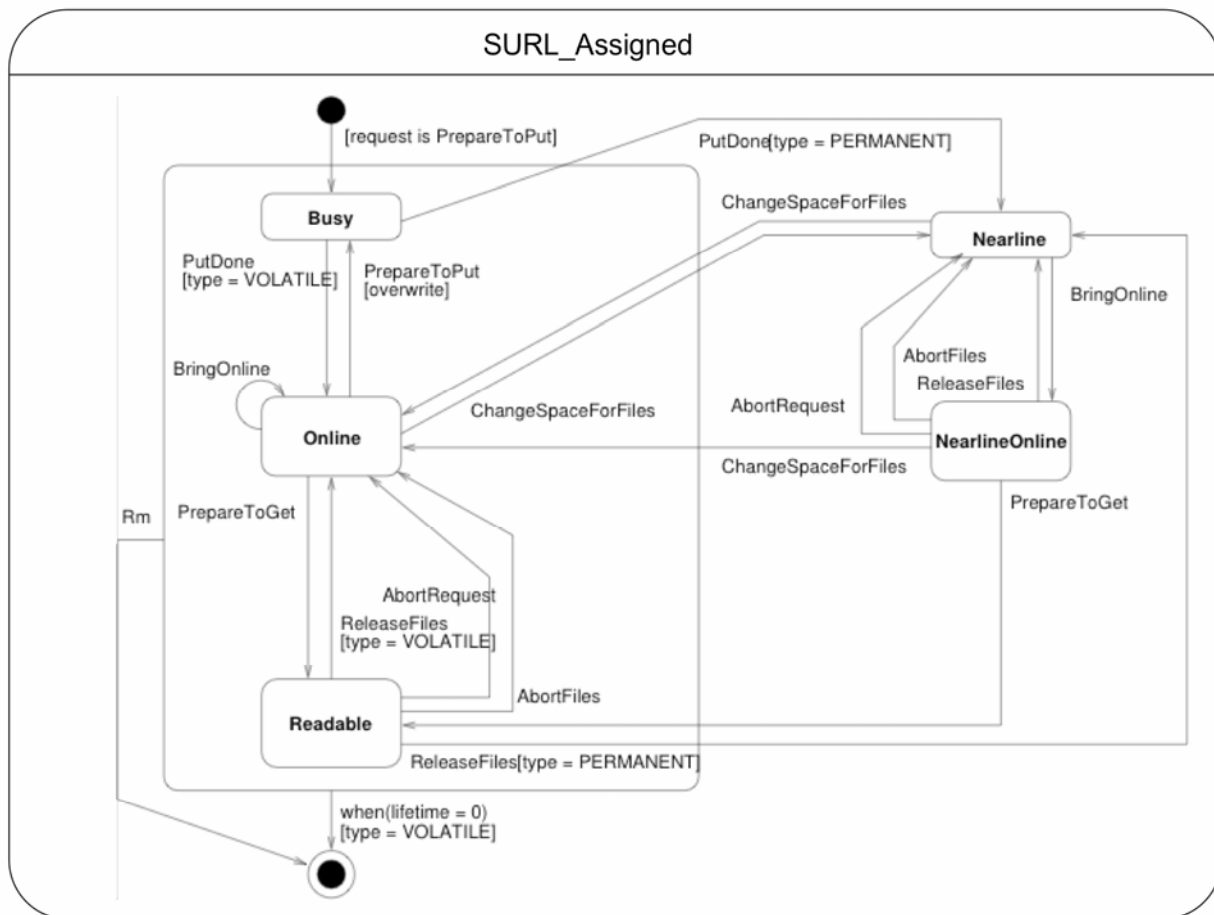 SURL_Assigned
[request is PrepareToPut]
PutDone[type = PERMANENT]
ChangeSpaceForFiles
Busy
Nearline
PutDone
[type = VOLATILE]
PrepareToPut
[overwrite]
BringOnline
AbortFiles
ReleaseFiles
BringOnline
AbortRequest
ChangeSpaceForFiles
Online
NearlineOnline
ChangeSpaceForFiles
PrepareToGet
PrepareToGet
Rm
AbortRequest
ReleaseFiles
[type = VOLATILE]
AbortFiles
Readable
ReleaseFiles[type = PERMANENT]
when(lifetime = 0)
[type = VOLATILE]